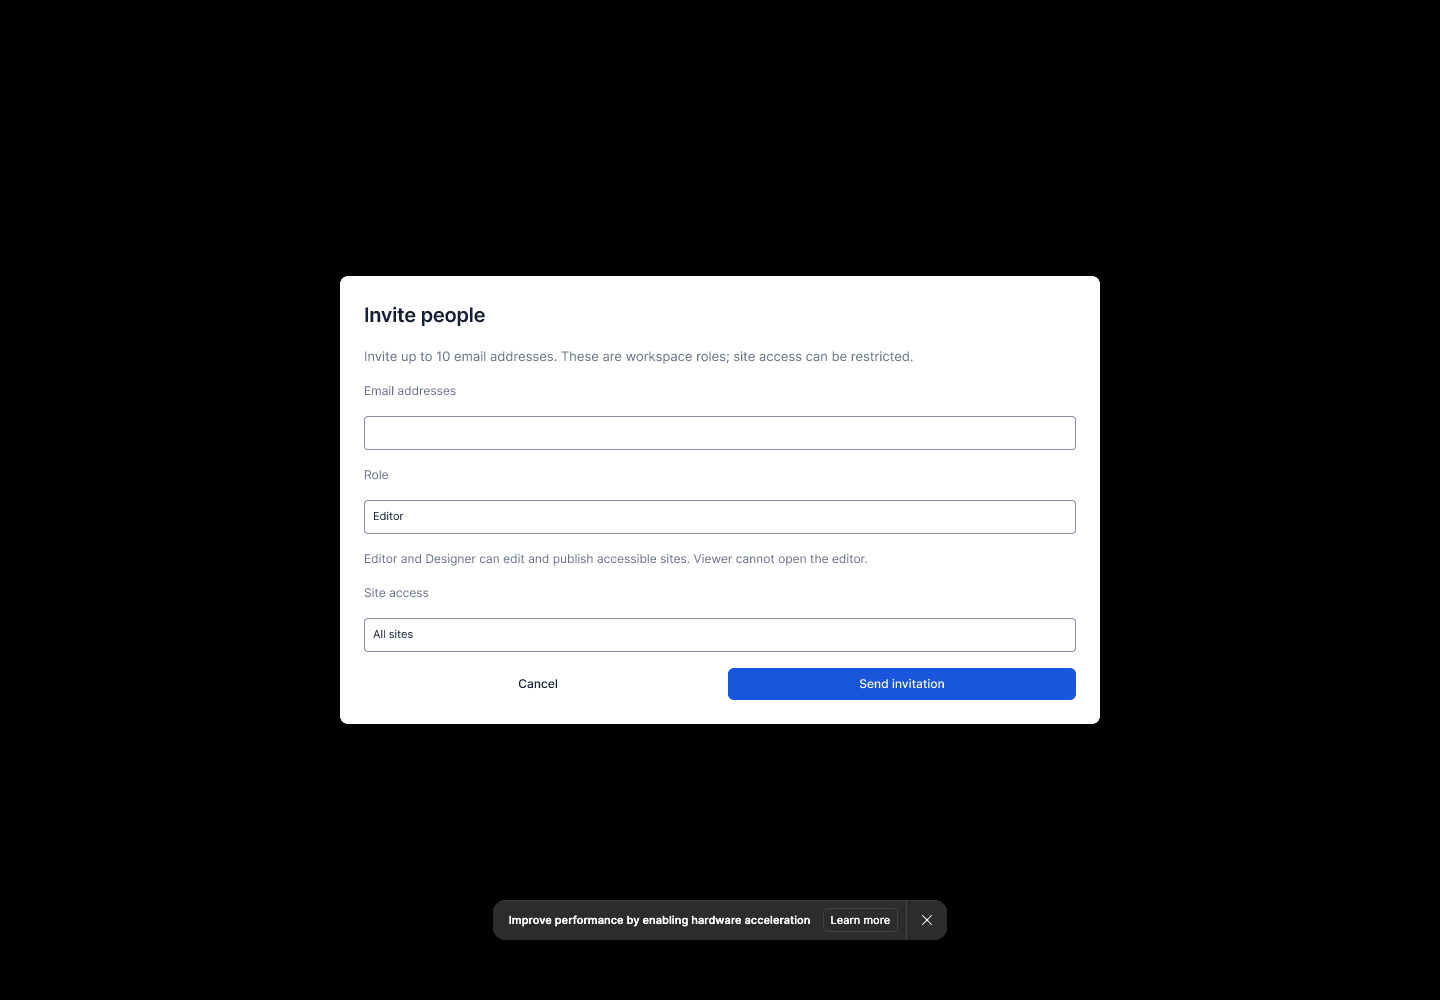 Invite people
Invite up to 10 email addresses. These are workspace roles; site access can be restricted.
Email addresses
Role
Editor
Editor and Designer can edit and publish accessible sites. Viewer cannot open the editor.
Site access
All sites
Cancel
Send invitation
Improve performance by enabling hardware acceleration
Learn more